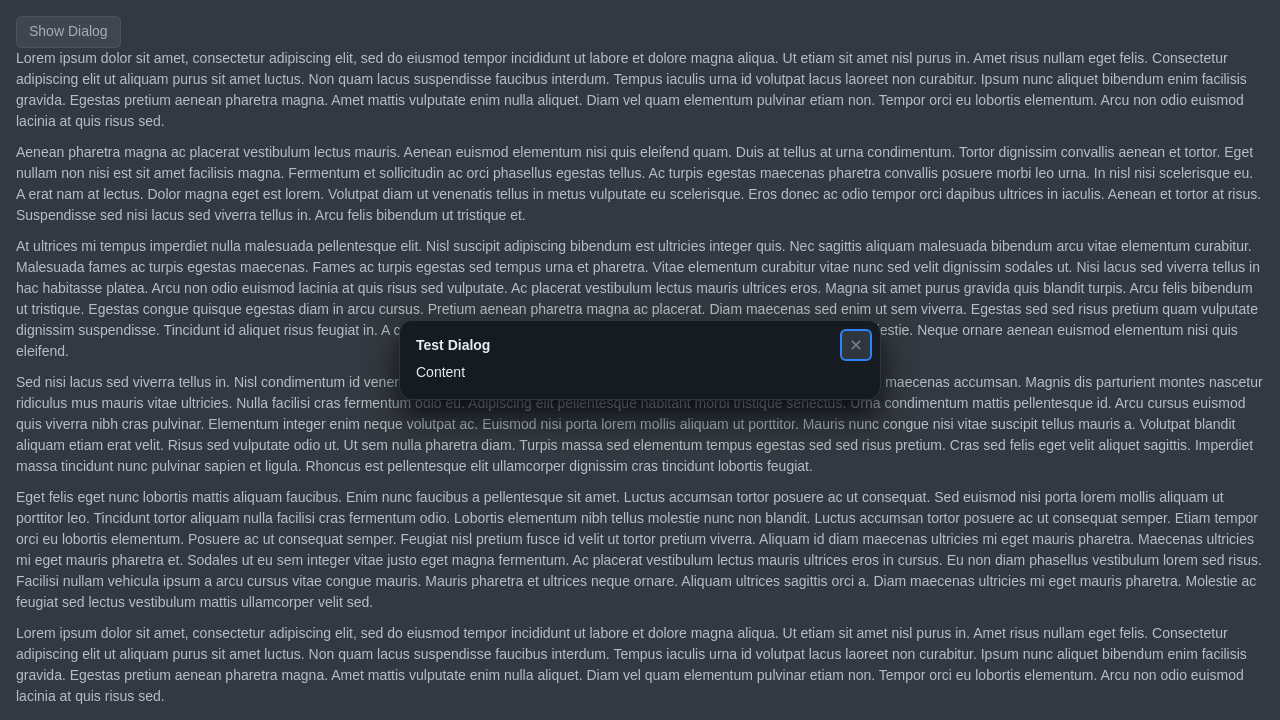 Show Dialog
Lorem ipsum dolor sit amet, consectetur adipiscing elit, sed do eiusmod tempor incididunt ut labore et dolore magna aliqua. Ut etiam sit amet nisl purus in. Amet risus nullam eget felis. Consectetur
adipiscing elit ut aliquam purus sit amet luctus. Non quam lacus suspendisse faucibus interdum. Tempus iaculis urna id volutpat lacus laoreet non curabitur. Ipsum nunc aliquet bibendum enim facilisis
gravida. Egestas pretium aenean pharetra magna. Amet mattis vulputate enim nulla aliquet. Diam vel quam elementum pulvinar etiam non. Tempor orci eu lobortis elementum. Arcu non odio euismod
lacinia at quis risus sed.
Aenean pharetra magna ac placerat vestibulum lectus mauris. Aenean euismod elementum nisi quis eleifend quam. Duis at tellus at urna condimentum. Tortor dignissim convallis aenean et tortor. Eget
nullam non nisi est sit amet facilisis magna. Fermentum et sollicitudin ac orci phasellus egestas tellus. Ac turpis egestas maecenas pharetra convallis posuere morbi leo urna. In nisl nisi scelerisque eu.
A erat nam at lectus. Dolor magna eget est lorem. Volutpat diam ut venenatis tellus in metus vulputate eu scelerisque. Eros donec ac odio tempor orci dapibus ultrices in iaculis. Aenean et tortor at risus.
Suspendisse sed nisi lacus sed viverra tellus in. Arcu felis bibendum ut tristique et.
At ultrices mi tempus imperdiet nulla malesuada pellentesque elit. Nisl suscipit adipiscing bibendum est ultricies integer quis. Nec sagittis aliquam malesuada bibendum arcu vitae elementum curabitur.
Malesuada fames ac turpis egestas maecenas. Fames ac turpis egestas sed tempus urna et pharetra. Vitae elementum curabitur vitae nunc sed velit dignissim sodales ut. Nisi lacus sed viverra tellus in
hac habitasse platea. Arcu non odio euismod lacinia at quis risus sed vulputate. Ac placerat vestibulum lectus mauris ultrices eros. Magna sit amet purus gravida quis blandit turpis. Arcu felis bibendum
ut tristique. Egestas congue quisque egestas diam in arcu cursus. Pretium aenean pharetra magna ac placerat. Diam maecenas sed enim ut sem viverra. Egestas sed sed risus pretium quam vulputate
dignissim suspendisse. Tincidunt id aliquet risus feugiat in. A Neque ornare aenean euismod elementum nisi quis
eleifend.
Test Dialog
Content
Sed nisi lacus sed viverra tellus in. Nisl condimentum id maecenas accumsan. Magnis dis parturient montes nascetur
ridiculus mus mauris vitae ultricies. Nulla facilisi cras fermentum odio eu. Adipiscing elit pellentesque habitant morbi tristique senectus. Urna condimentum mattis pellentesque id. Arcu cursus euismod
quis viverra nibh cras pulvinar. Elementum integer enim neque volutpat ac. Euismod nisi porta lorem mollis aliquam ut porttitor. Mauris nunc congue nisi vitae suscipit tellus mauris a. Volutpat blandit
aliquam etiam erat velit. Risus sed vulputate odio ut. Ut sem nulla pharetra diam. Turpis massa sed elementum tempus egestas sed sed risus pretium. Cras sed felis eget velit aliquet sagittis. Imperdiet
massa tincidunt nunc pulvinar sapien et ligula. Rhoncus est pellentesque elit ullamcorper dignissim cras tincidunt lobortis feugiat.
Eget felis eget nunc lobortis mattis aliquam faucibus. Enim nunc faucibus a pellentesque sit amet. Luctus accumsan tortor posuere ac ut consequat. Sed euismod nisi porta lorem mollis aliquam ut
porttitor leo. Tincidunt tortor aliquam nulla facilisi cras fermentum odio. Lobortis elementum nibh tellus molestie nunc non blandit. Luctus accumsan tortor posuere ac ut consequat semper. Etiam tempor
orci eu lobortis elementum. Posuere ac ut consequat semper. Feugiat nisl pretium fusce id velit ut tortor pretium viverra. Aliquam id diam maecenas ultricies mi eget mauris pharetra. Maecenas ultricies
mi eget mauris pharetra et. Sodales ut eu sem integer vitae justo eget magna fermentum. Ac placerat vestibulum lectus mauris ultrices eros in cursus. Eu non diam phasellus vestibulum lorem sed risus.
Facilisi nullam vehicula ipsum a arcu cursus vitae congue mauris. Mauris pharetra et ultrices neque ornare. Aliquam ultrices sagittis orci a. Diam maecenas ultricies mi eget mauris pharetra. Molestie ac
feugiat sed lectus vestibulum mattis ullamcorper velit sed.
Lorem ipsum dolor sit amet, consectetur adipiscing elit, sed do eiusmod tempor incididunt ut labore et dolore magna aliqua. Ut etiam sit amet nisl purus in. Amet risus nullam eget felis. Consectetur
adipiscing elit ut aliquam purus sit amet luctus. Non quam lacus suspendisse faucibus interdum. Tempus iaculis urna id volutpat lacus laoreet non curabitur. Ipsum nunc aliquet bibendum enim facilisis
gravida. Egestas pretium aenean pharetra magna. Amet mattis vulputate enim nulla aliquet. Diam vel quam elementum pulvinar etiam non. Tempor orci eu lobortis elementum. Arcu non odio euismod
lacinia at quis risus sed.